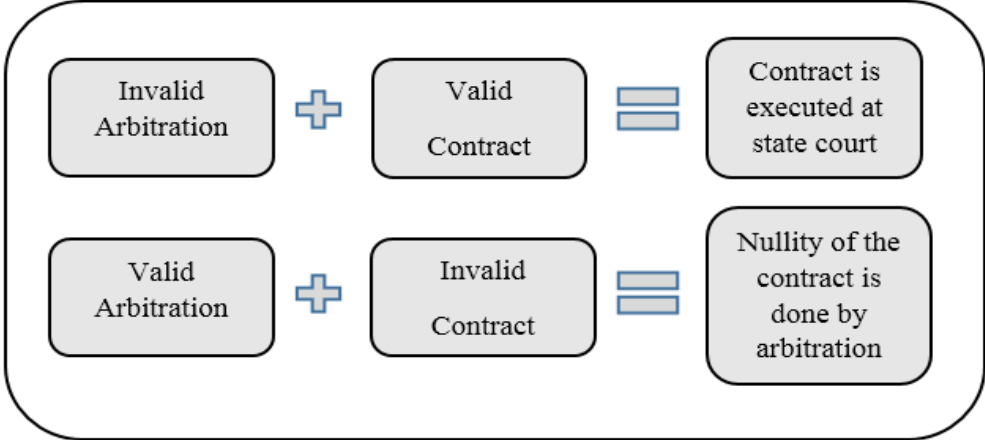 Invalid
Arbitration
Valid
Contract
Contract is
executed at
state court
Valid
Arbitration
Invalid
Contract
Nullity of the
contract is
done by
arbitration